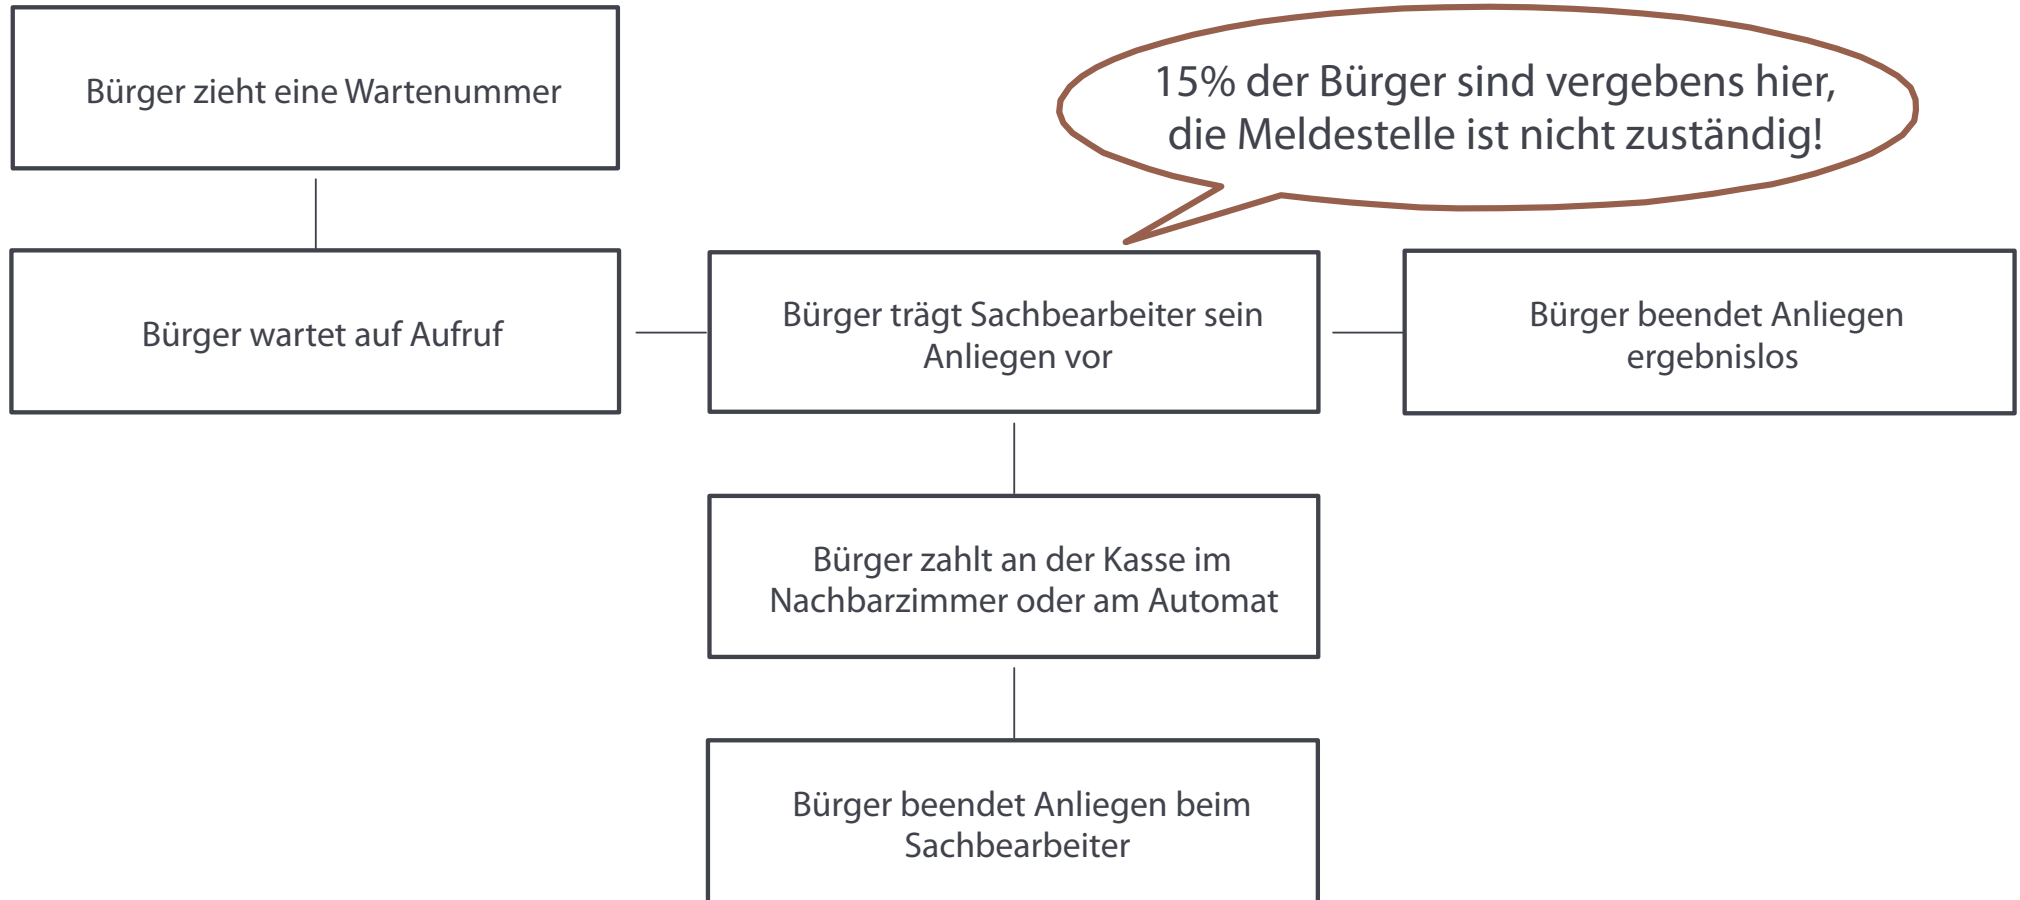 Bürger zieht eine Wartenummer
15% der Bürger sind vergebens hier,
die Meldestelle ist nicht zuständig!
Bürger wartet auf Aufruf
Bürger trägt Sachbearbeiter sein
Anliegen vor
Bürger beendet Anliegen
ergebnislos
Bürger zahlt an der Kasse im
Nachbarzimmer oder am Automat
Bürger beendet Anliegen beim
Sachbearbeiter